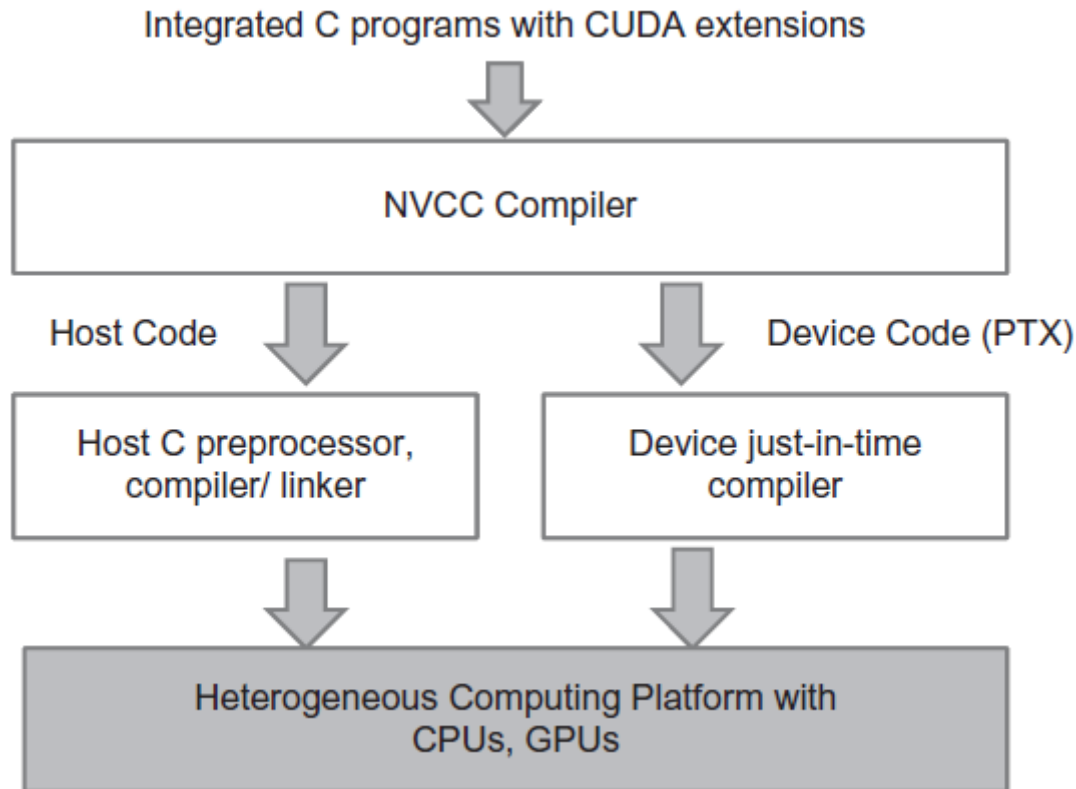 Integrated C programs with CUDA extensions
NVCC Compiler
Host Code
Device Code (PTX)
Host C preprocessor,
compiler/ linker
Device just-in-time
compiler
Heterogeneous Computing Platform with
CPUs, GPUs